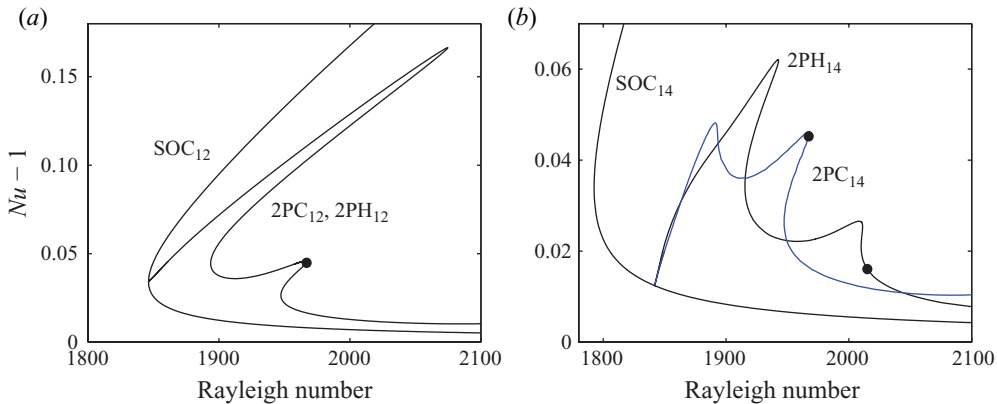 (a)
0.15
0.10
0.05
0
Nu − 1
SOC12
2PC12, 2PH12
1800 1900 2000 2100
Rayleigh number
(b)
0.06
0.04
0.02
0
SOC14
2PH14
2PC14
1800 1900 2000 2100
Rayleigh number